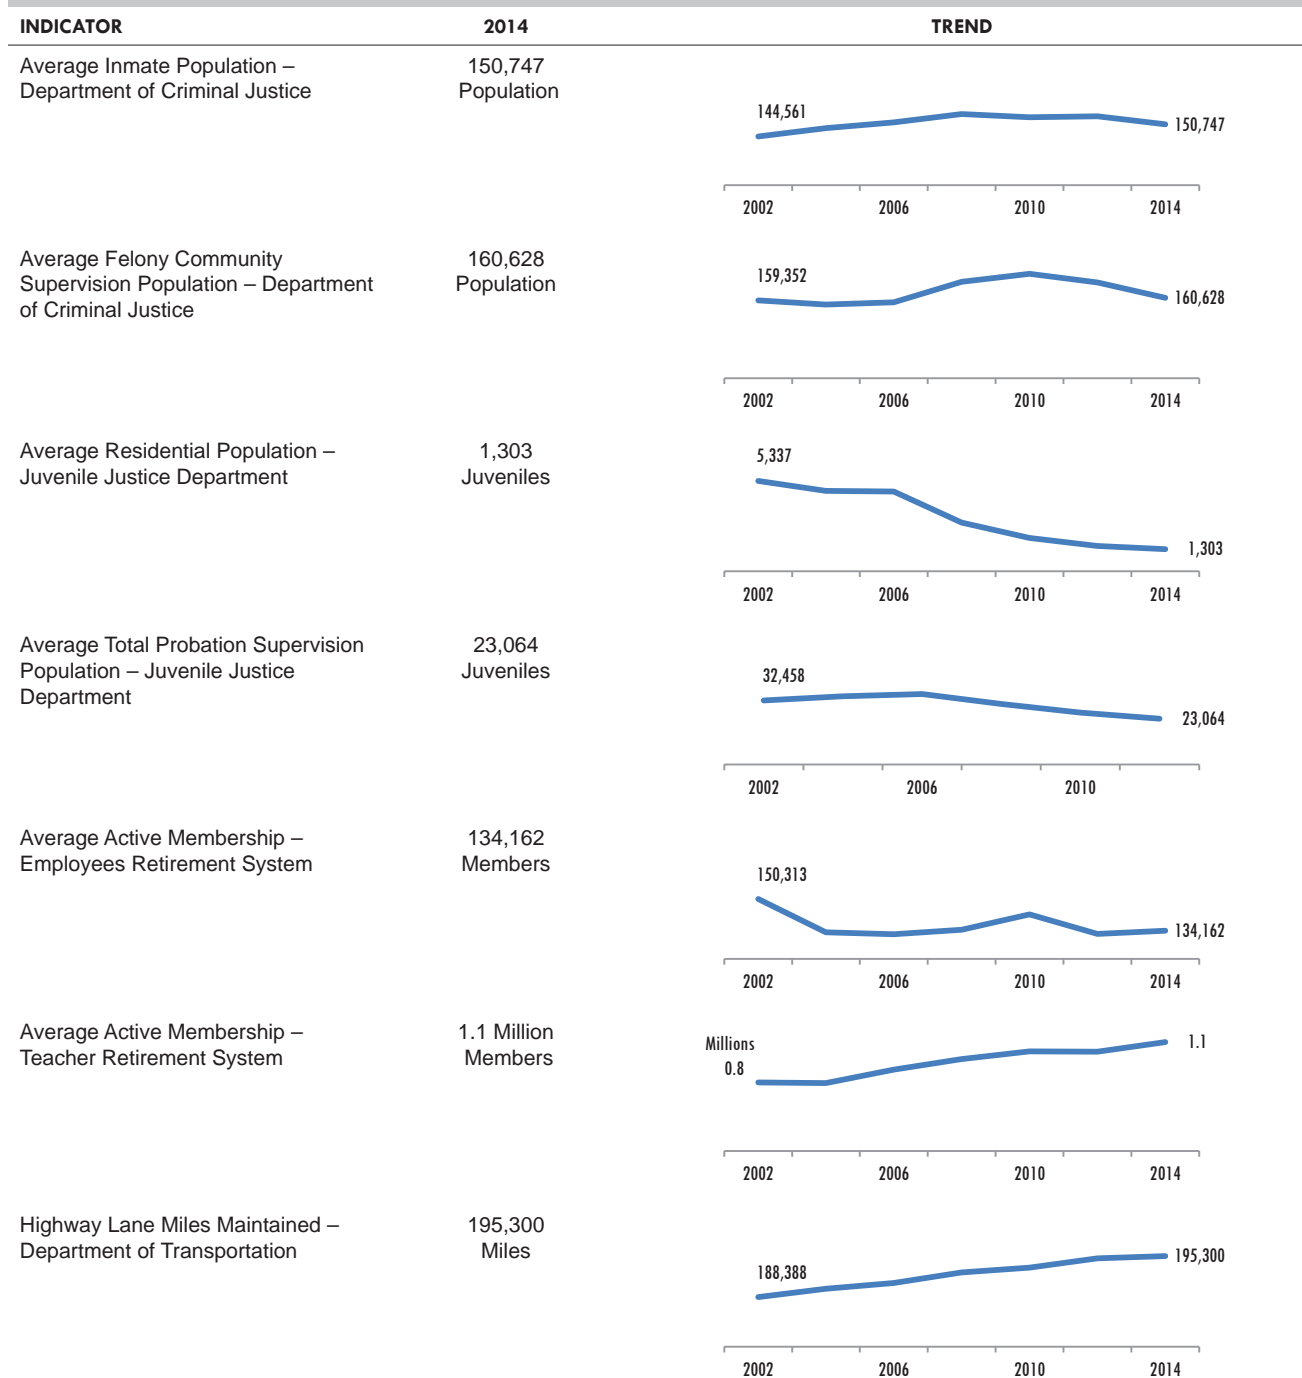 INDICATOR 2014 TREND
Average Inmate Population –
Department of Criminal Justice
150,747
Population
144,561
150,747
2002 2006 2010 2014
Average Felony Community
Supervision Population – Department
of Criminal Justice
160,628
Population
159,352
160,628
2002 2006 2010 2014
Average Residential Population –
Juvenile Justice Department
1,303
Juveniles
5,337
1,303
2002 2006 2010 2014
Average Total Probation Supervision
Population – Juvenile Justice
Department
23,064
Juveniles
32,458
23,064
2002 2006 2010
Average Active Membership –
Employees Retirement System
134,162
Members
150,313
134,162
2002 2006 2010 2014
Average Active Membership –
Teacher Retirement System
1.1 Million
Members
Millions
0.8
1.1
2002 2006 2010 2014
Highway Lane Miles Maintained –
Department of Transportation
195,300
Miles
188,388
195,300
2002 2006 2010 2014